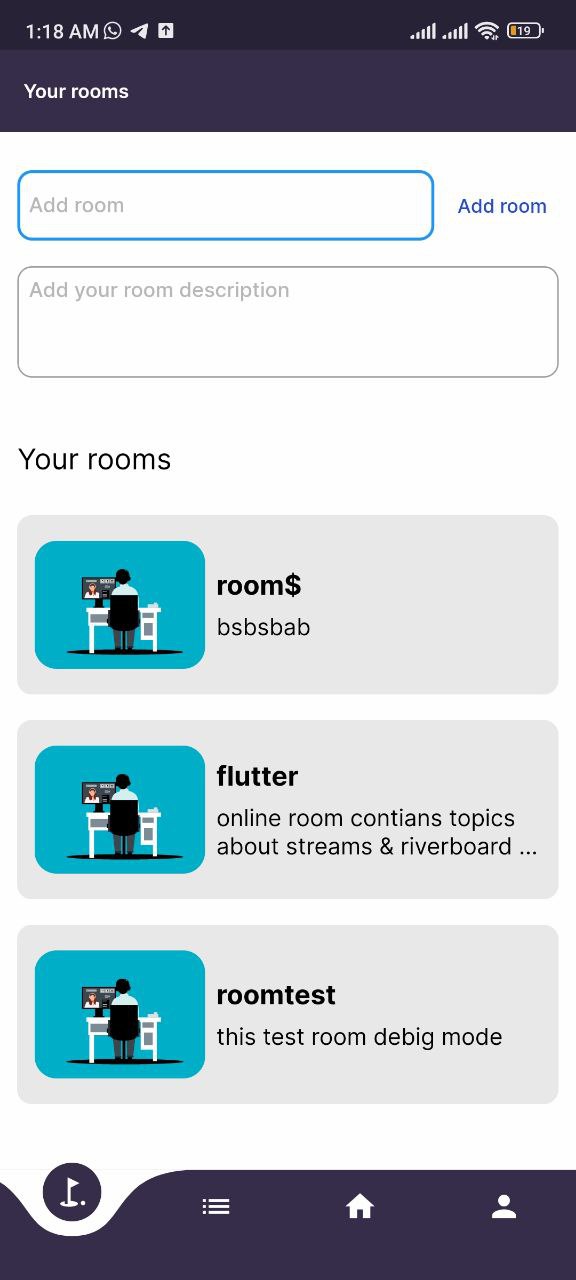 1:18 AM
19
Your rooms
Add room
Add room
Add your room description
Your rooms
room$
bsbsbab
flutter
online room contians topics
about streams & riverboard ...
roomtest
this test room debig mode